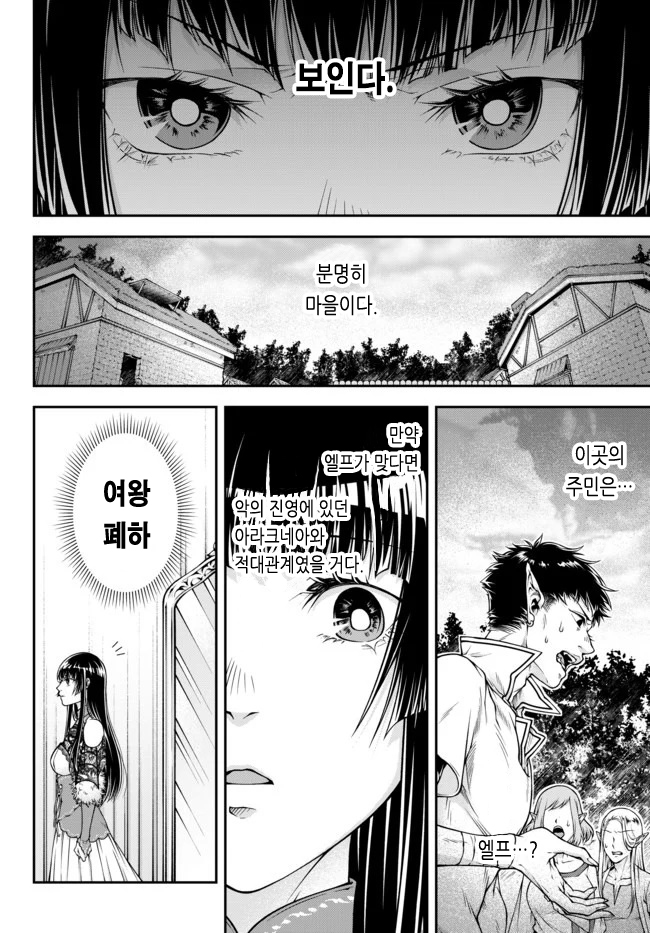 보인다.
분명히
마을이다.
이곳의
주민은…
엘프…?
만약
엘프가 맞다면
악의 진영에 있던
아라크네아와
적대관계였을 거다.
여왕
폐하